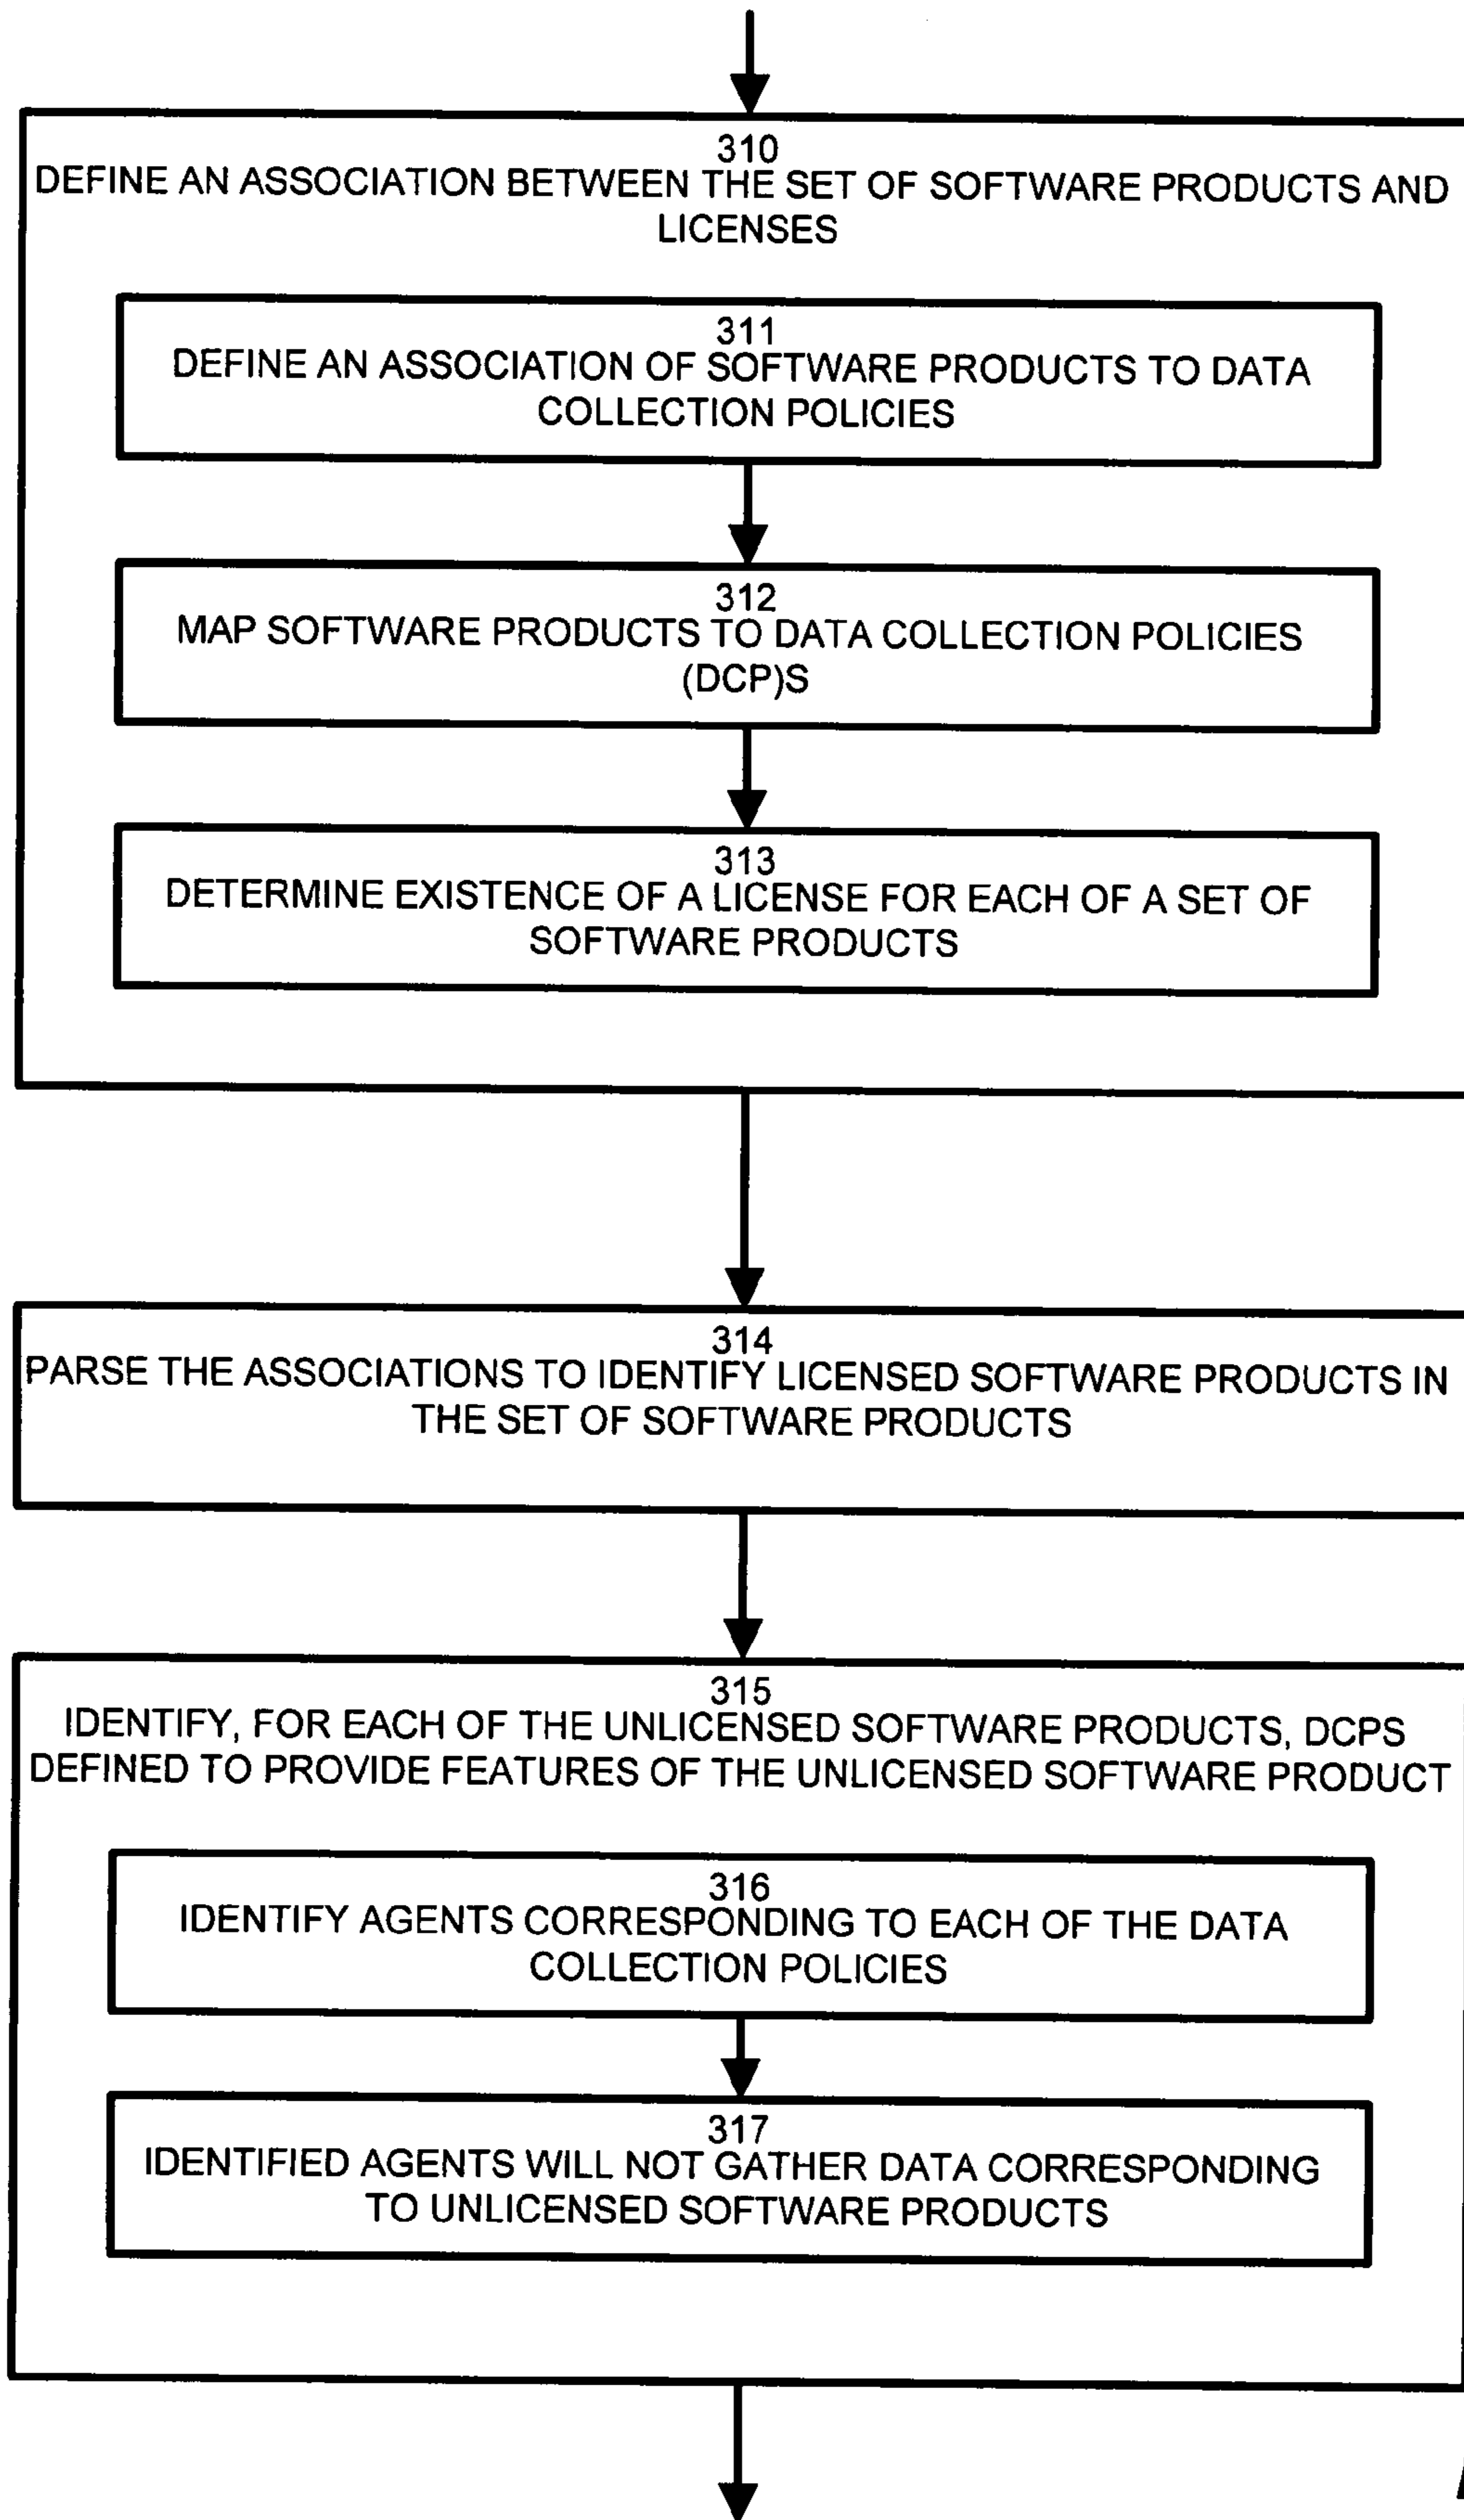 310
DEFINE AN ASSOCIATION BETWEEN THE SET OF SOFTWARE PRODUCTS AND
LICENSES
311
DEFINE AN ASSOCIATION OF SOFTWARE PRODUCTS TO DATA
COLLECTION POLICIES
312
MAP SOFTWARE PRODUCTS TO DATA COLLECTION POLICIES
(DCP)S
313
DETERMINE EXISTENCE OF A LICENSE FOR EACH OF A SET OF
SOFTWARE PRODUCTS
314
PARSE THE ASSOCIATIONS TO IDENTIFY LICENSED SOFTWARE PRODUCTS IN
THE SET OF SOFTWARE PRODUCTS
315
IDENTIFY, FOR EACH OF THE UNLICENSED SOFTWARE PRODUCTS, DCPS
DEFINED TO PROVIDE FEATURES OF THE UNLICENSED SOFTWARE PRODUCT
316
IDENTIFY AGENTS CORRESPONDING TO EACH OF THE DATA
COLLECTION POLICIES
317
IDENTIFIED AGENTS WILL NOT GATHER DATA CORRESPONDING
TO UNLICENSED SOFTWARE PRODUCTS